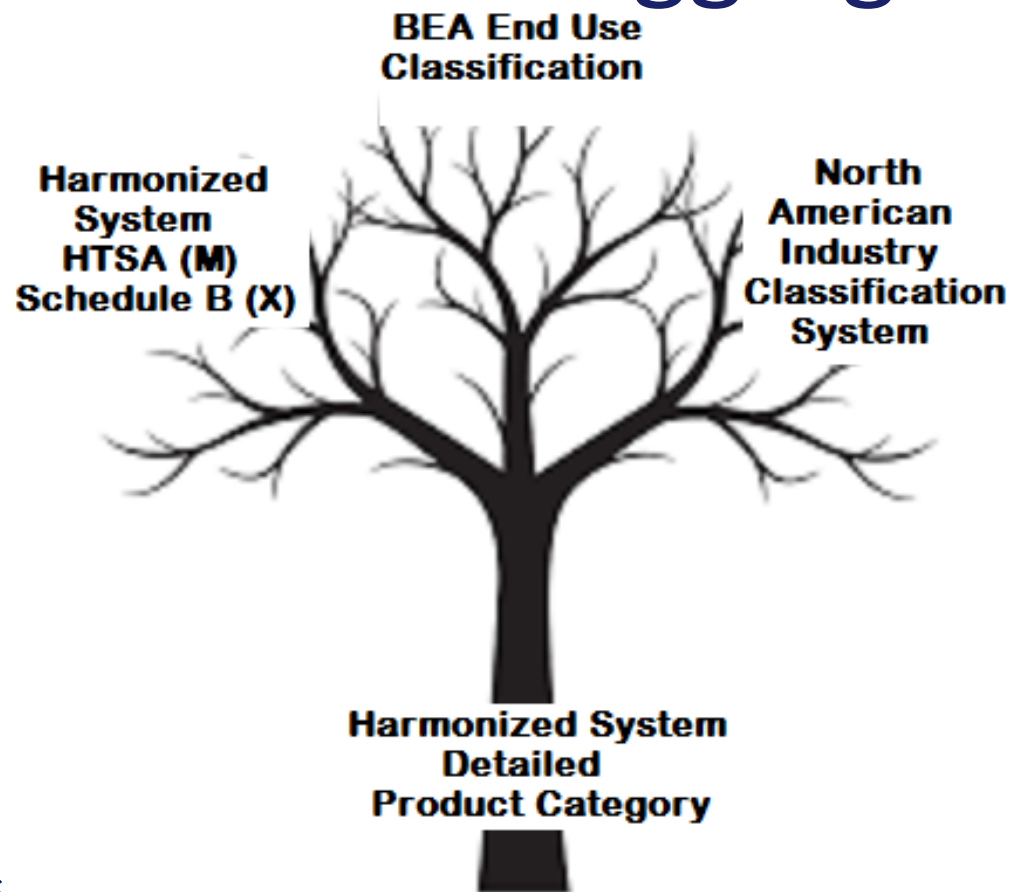 BEA End Use
Classification
Harmonized
System
HTSA (M)
Schedule B (X)
North
American
Industry
Classification
System
Harmonized System
Detailed
Product Category